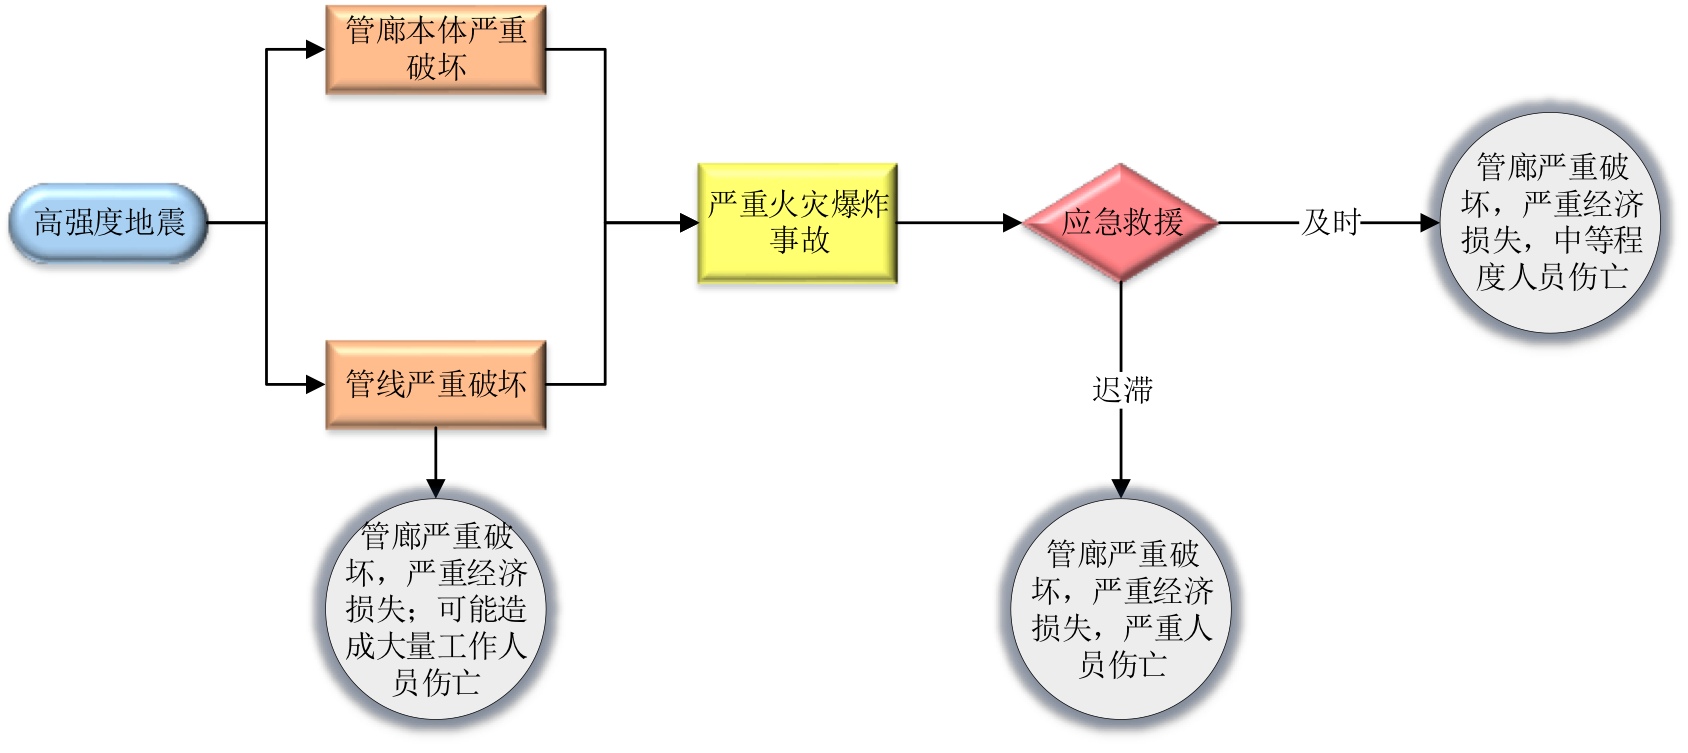 管廊本体严重
破坏
高强度地震
管线严重破坏
管廊严重破
坏，严重经济
损失；可能造
成大量工作人
员伤亡
严重火灾爆炸
事故
应急救援
及时
管廊严重破
坏，严重经济
损失，中等程
度人员伤亡
迟滞
管廊严重破
坏，严重经济
损失，严重人
员伤亡